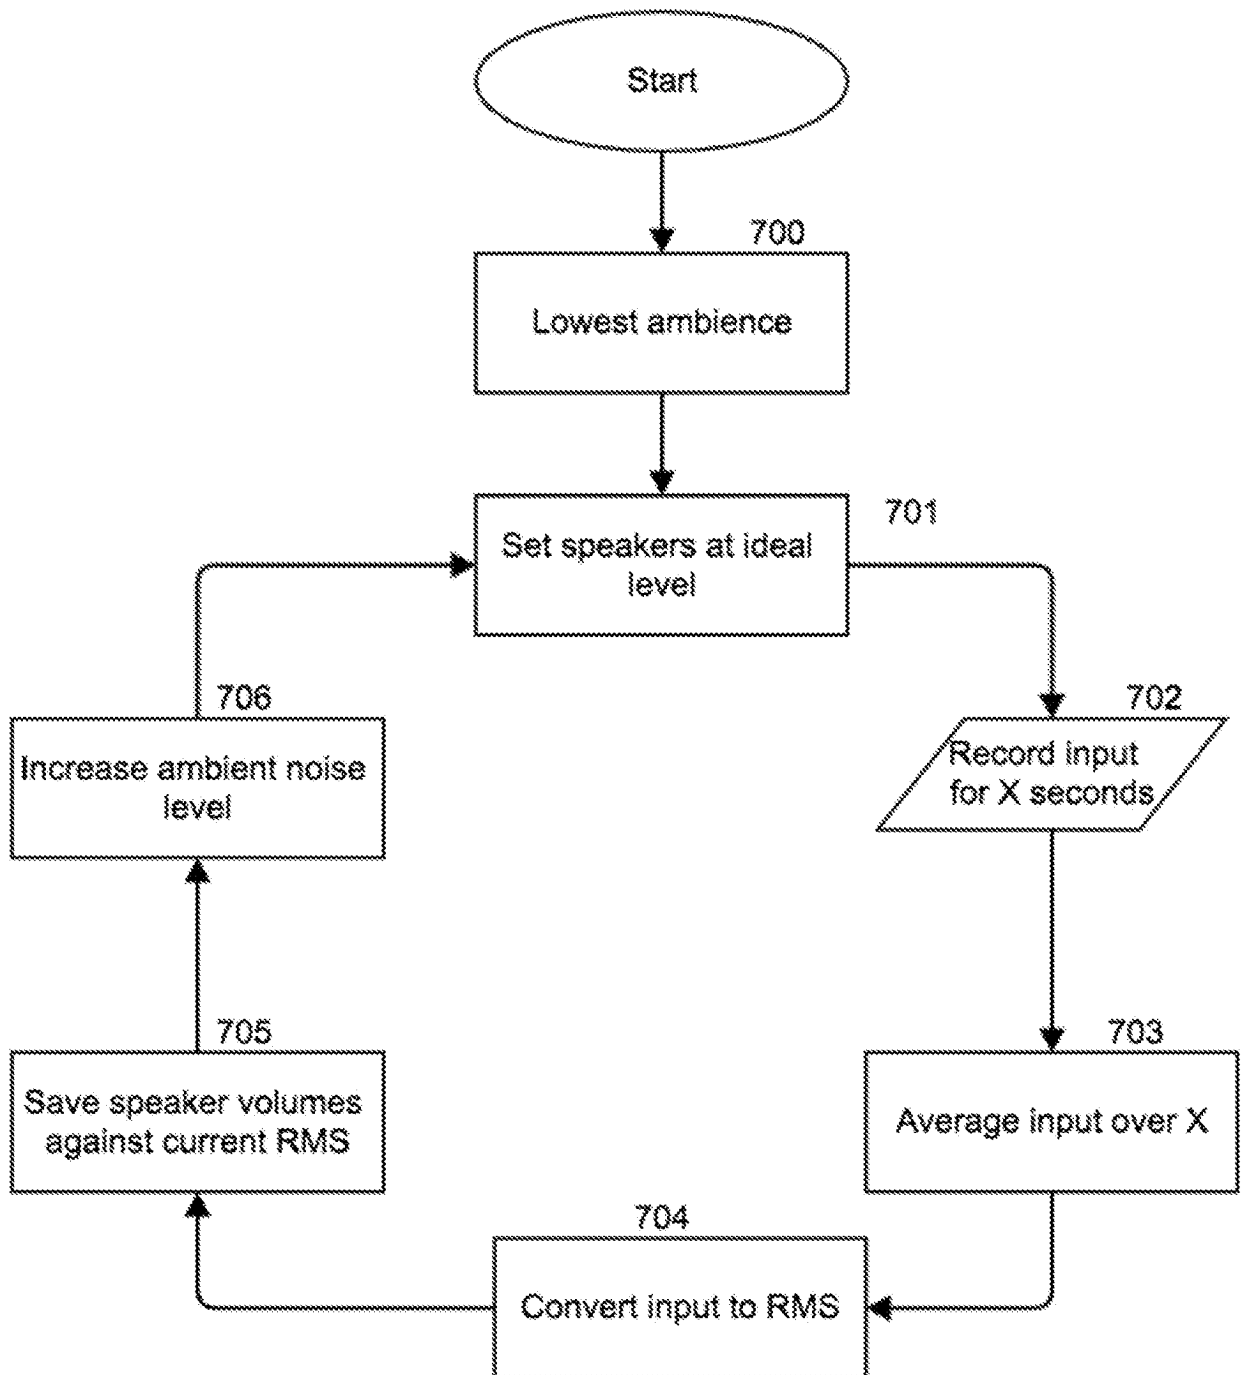 Start
700
Lowest ambience
701
Set speakers at ideal
level
706
702
Increase ambient noise
level
Record input
for X seconds
705
703
Save speaker volumes
against current RMS
Average input over X
704
Convert input to RMS